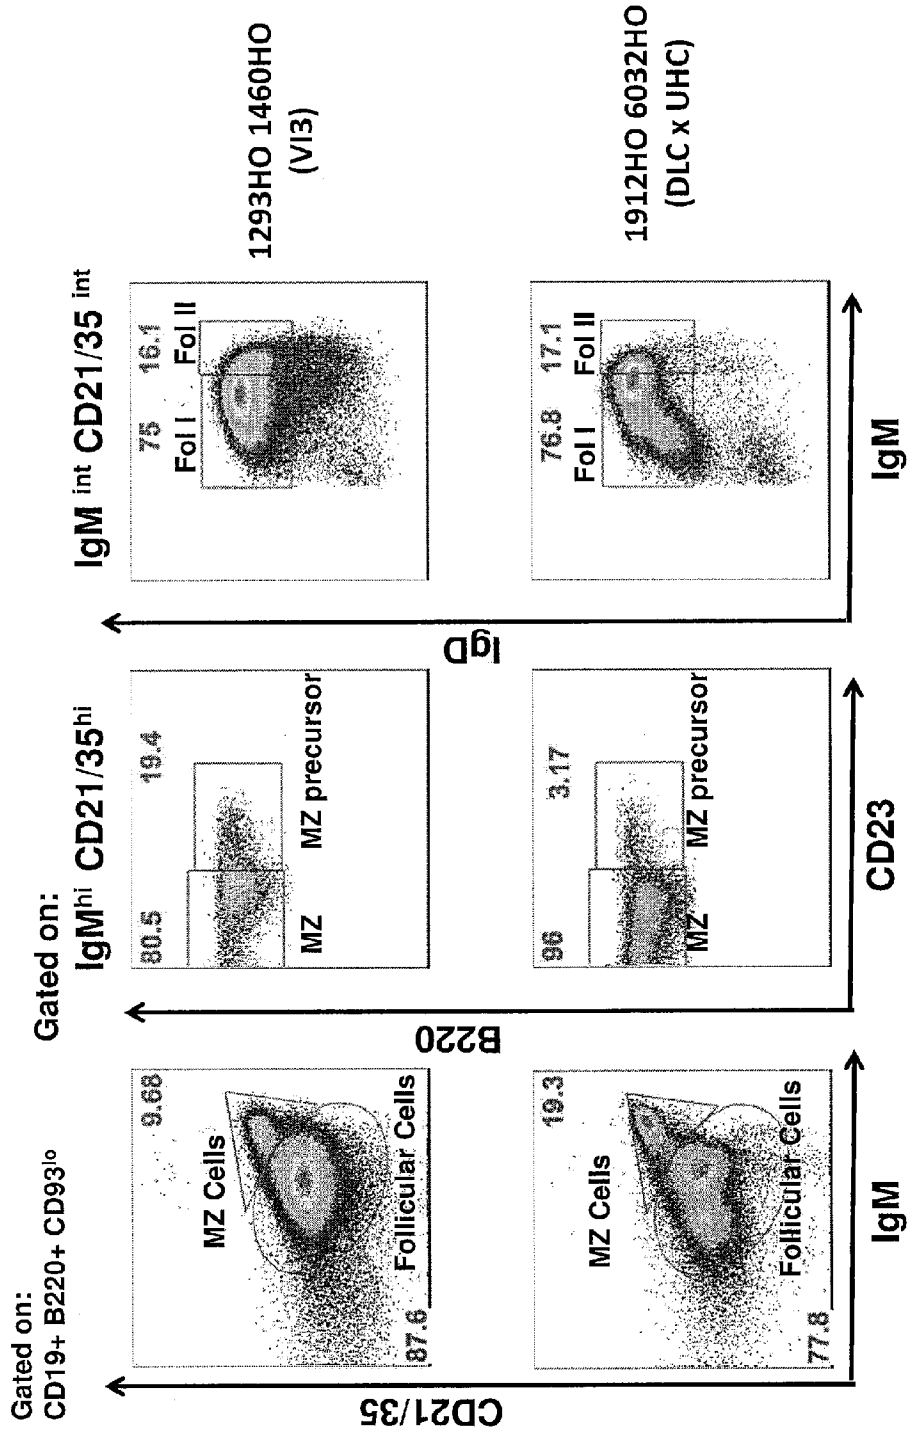 Gated on:
CD19+ B220+ CD93lo
Gated on:
IgMhi CD21/35hi
IgM int CD21/35 int
9.68
MZ Cells
Follicular Cells
87.6
80.5
19.4
MZ
MZ precursor
75
16.1
Fol I
Fol II
1293HO 1460HO
(VI3)
19.3
MZ Cells
Follicular Cells
77.8
96
3.17
MZ
MZ precursor
76.8
17.1
Fol I
Fol II
1912HO 6032HO
(DLC x UHC)
CD21/35
IgM
B220
CD23
IgD
IgM